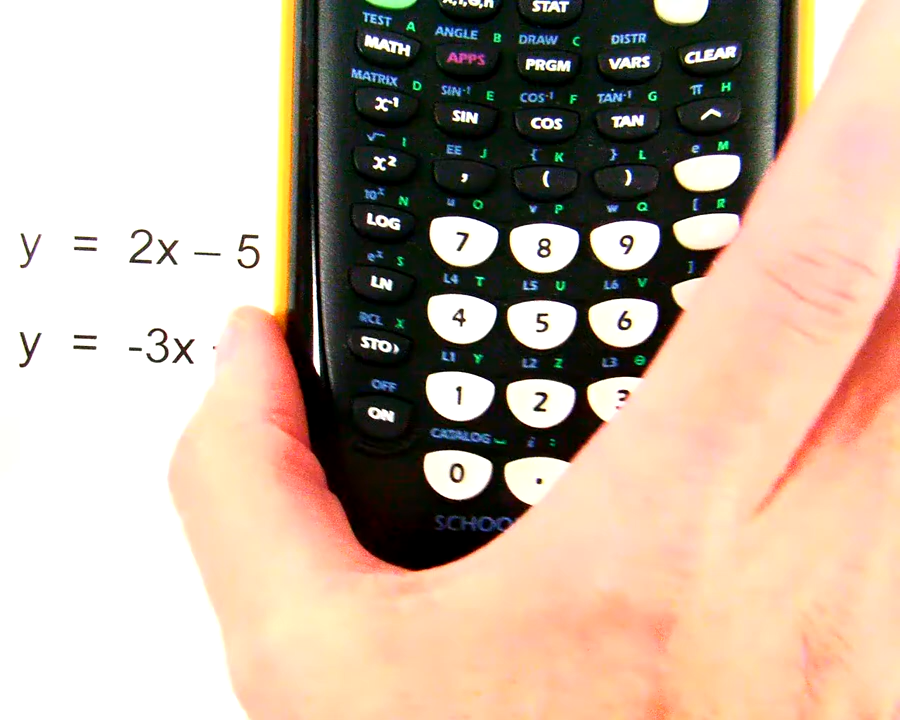 X,T,Θ,n STAT
TEST A ANGLE B DRAW C DISTR
MATH APPS PRGM VARS CLEAR
MATRIX D SIN-1 E COS-1 F TAN-1 G π H
x-1 SIN COS TAN ^
√ I EE J { K } L e M
x² , ( )
10x N u O v P w Q [ R
LOG 7 8 9
y = 2x – 5
ex S L4 T L5 U L6 V ]
LN 4 5 6
RCL X L1 Y L2 Z L3 θ
y = -3x
STO› 1 2 3
OFF
ON
CATALOG i :
0 .
SCHOO